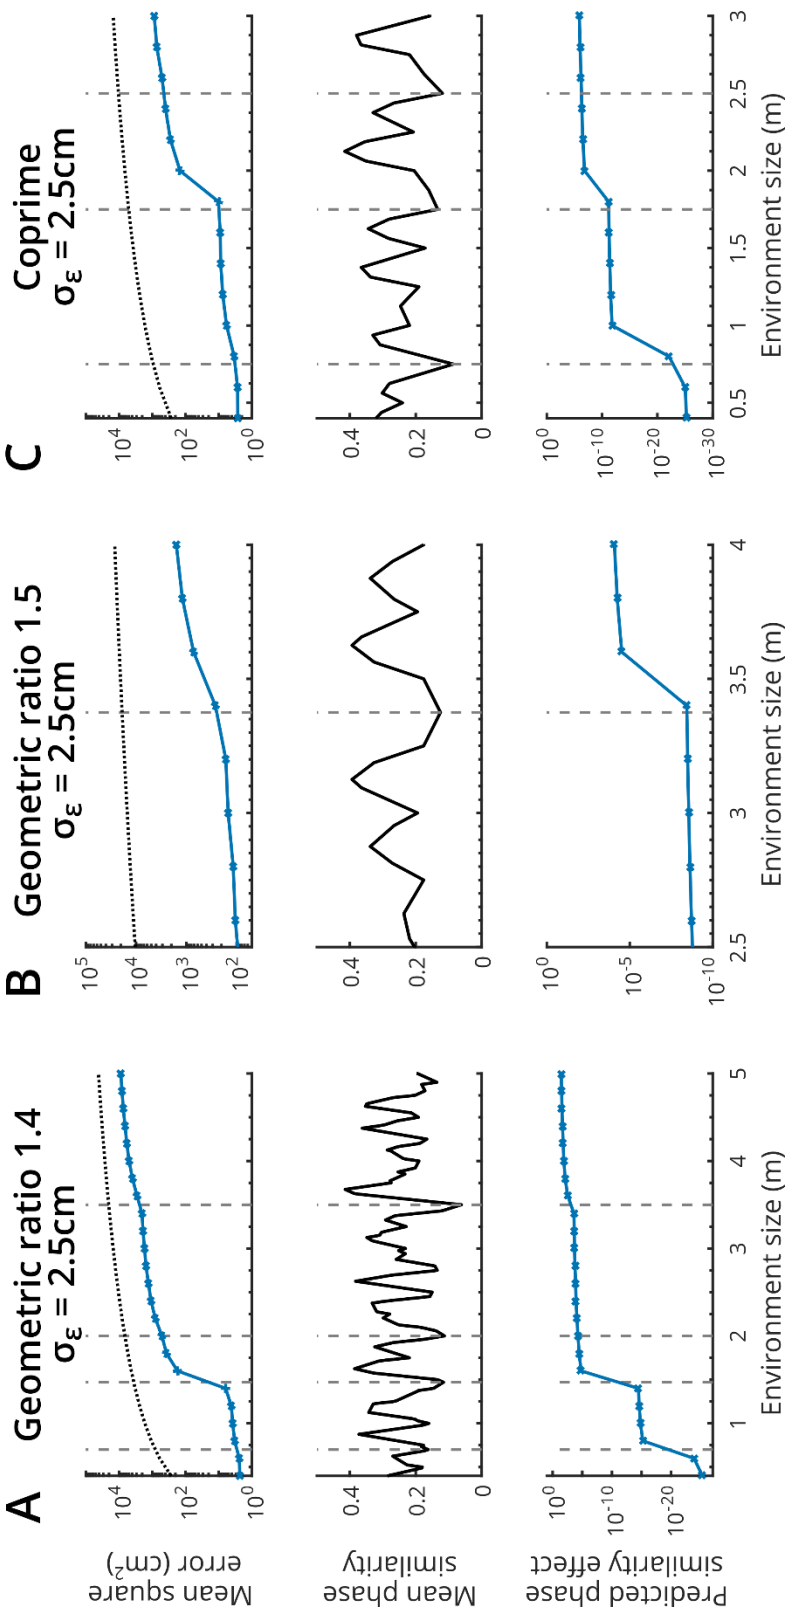 A
Geometric ratio 1.4
σε = 2.5cm
Mean square
error (cm²)
10⁴
10²
10⁰
Mean phase
similarity
0.4
0.2
0
Predicted phase
similarity effect
10⁰
10⁻¹⁰
10⁻²⁰
1
2
3
4
5
Environment size (m)
B
Geometric ratio 1.5
σε = 2.5cm
10⁵
10⁴
10³
10²
0.4
0.2
0
10⁰
10⁻⁵
10⁻¹⁰
2.5
3
3.5
4
Environment size (m)
C
Coprime
σε = 2.5cm
10⁴
10²
10⁰
0.4
0.2
0
10⁰
10⁻¹⁰
10⁻²⁰
10⁻³⁰
0.5
1
1.5
2
2.5
3
Environment size (m)